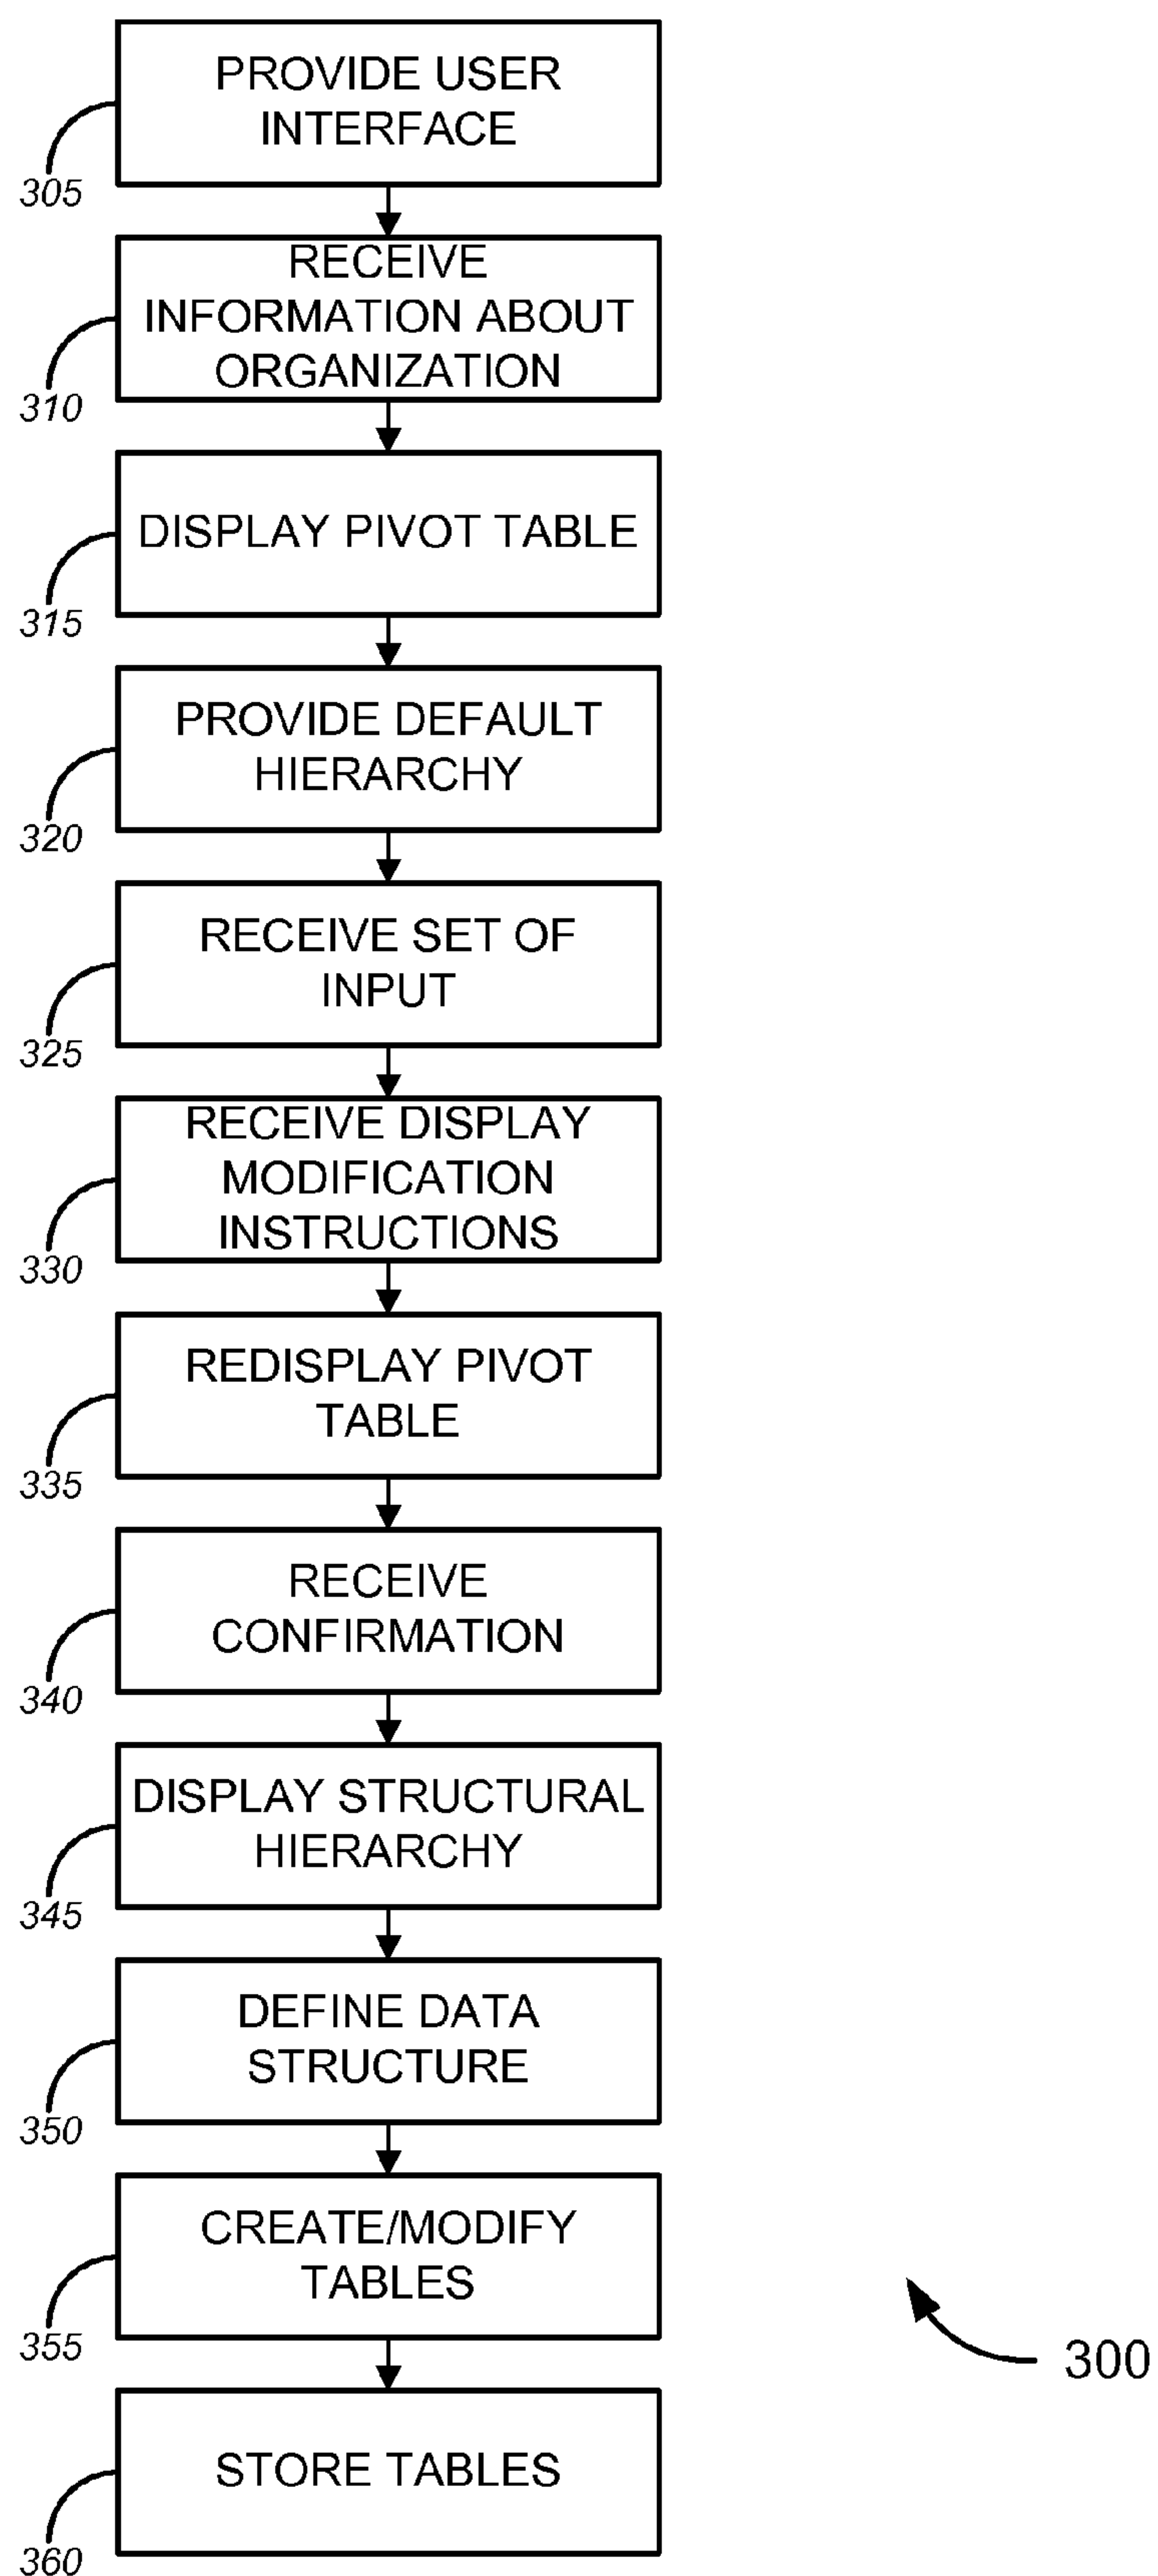 PROVIDE USER
INTERFACE
305
RECEIVE
INFORMATION ABOUT
ORGANIZATION
310
DISPLAY PIVOT TABLE
315
PROVIDE DEFAULT
HIERARCHY
320
RECEIVE SET OF
INPUT
325
RECEIVE DISPLAY
MODIFICATION
INSTRUCTIONS
330
REDISPLAY PIVOT
TABLE
335
RECEIVE
CONFIRMATION
340
DISPLAY STRUCTURAL
HIERARCHY
345
DEFINE DATA
STRUCTURE
350
CREATE/MODIFY
TABLES
355
300
STORE TABLES
360